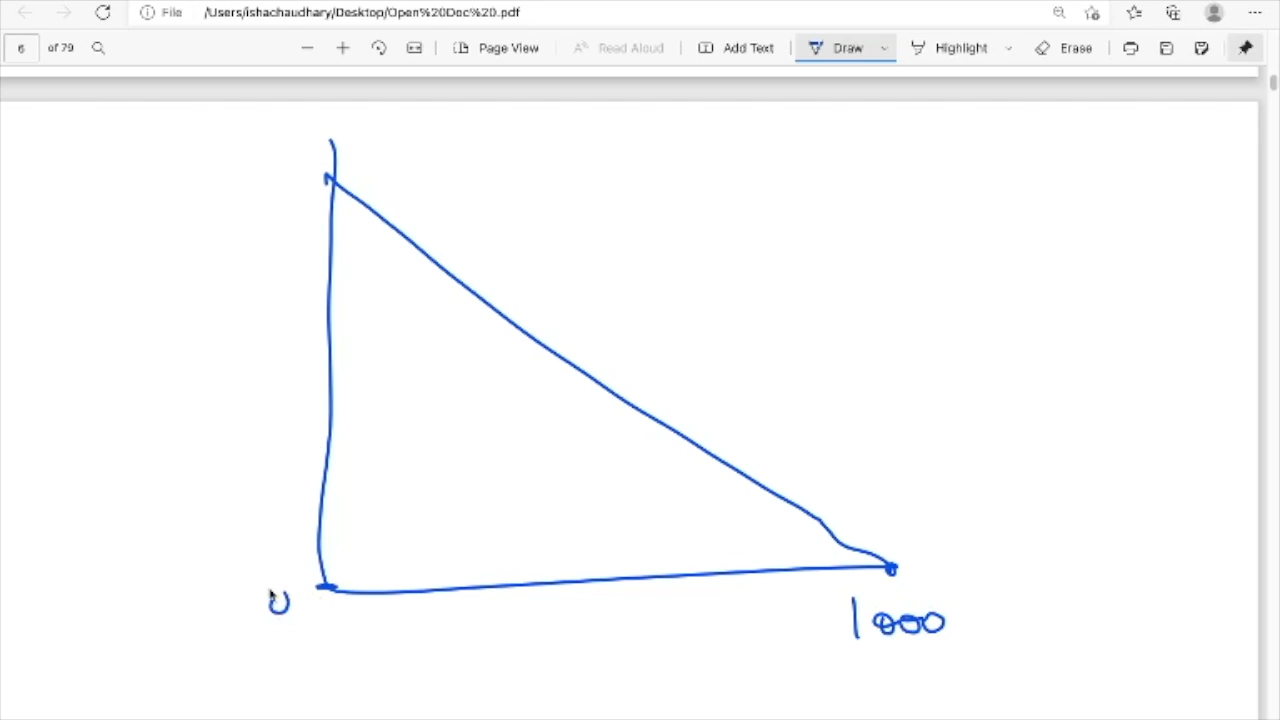 File /Users/ishachaudhary/Desktop/Open%20Doc%20.pdf
6 of 79 Page View Read Aloud Add Text Draw Highlight Erase
0
1000